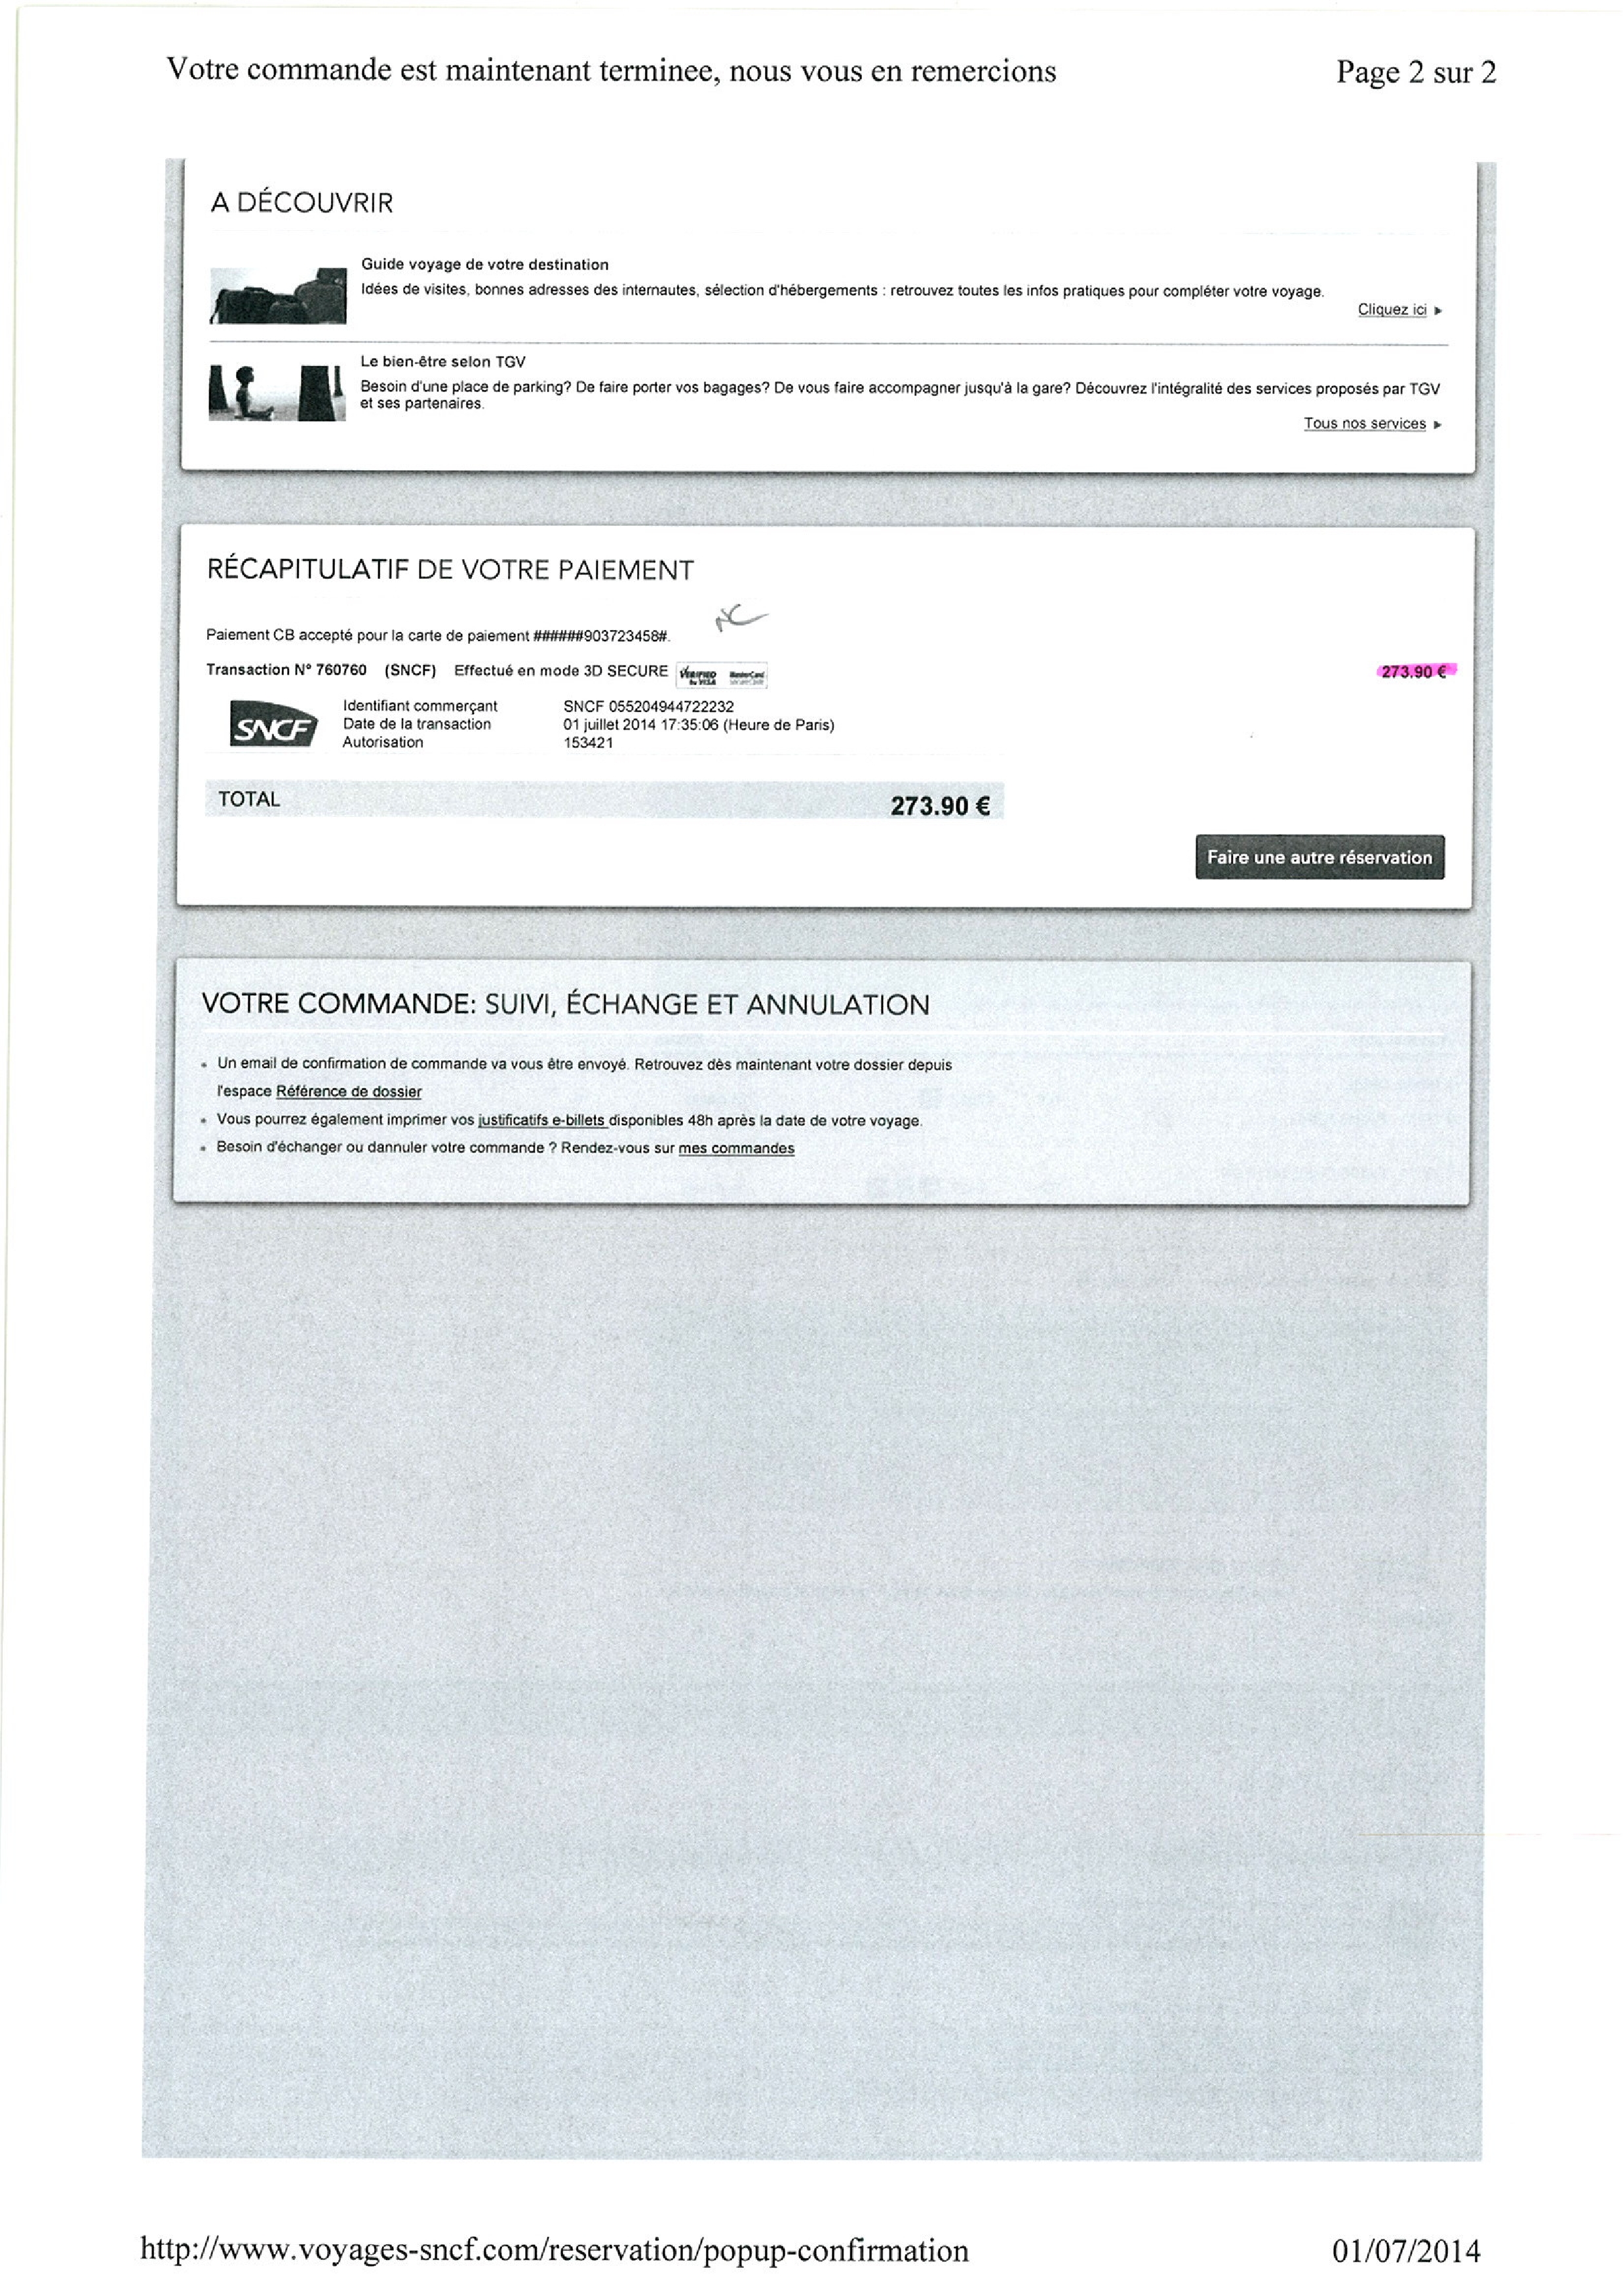 Votre commande est maintenant terminee, nous vous en remercions
Page 2 sur 2
A DÉCOUVRIR
Guide voyage de votre destination
Idées de visites, bonnes adresses des internautes, sélection d'hébergements : retrouvez toutes les infos pratiques pour compléter votre voyage.
Cliquez ici
Le bien-être selon TGV
Besoin d'une place de parking? De faire porter vos bagages? De vous faire accompagner jusqu'à la gare? Découvrez l'intégralité des services proposés par TGV
et ses partenaires.
Tous nos services
RÉCAPITULATIF DE VOTRE PAIEMENT
Paiement CB accepté pour la carte de paiement ######903723458#.
Transaction N° 760760 (SNCF) Effectué en mode 3D SECURE VERIFIED by VISA MasterCard SecureCode 273.90 €
SNCF
Identifiant commerçant SNCF 055204944722232
Date de la transaction 01 juillet 2014 17:35:06 (Heure de Paris)
Autorisation 153421
TOTAL 273.90 €
Faire une autre réservation
VOTRE COMMANDE: SUIVI, ÉCHANGE ET ANNULATION
Un email de confirmation de commande va vous être envoyé. Retrouvez dès maintenant votre dossier depuis
l'espace Référence de dossier
Vous pourrez également imprimer vos justificatifs e-billets disponibles 48h après la date de votre voyage.
Besoin d'échanger ou dannuler votre commande ? Rendez-vous sur mes commandes
http://www.voyages-sncf.com/reservation/popup-confirmation
01/07/2014